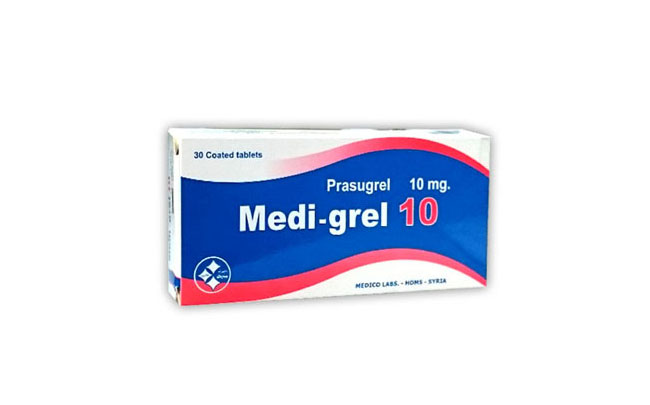 30 Coated tablets
Prasugrel 10 mg.
Medi-grel 10
MEDICO LABS. - HOMS - SYRIA